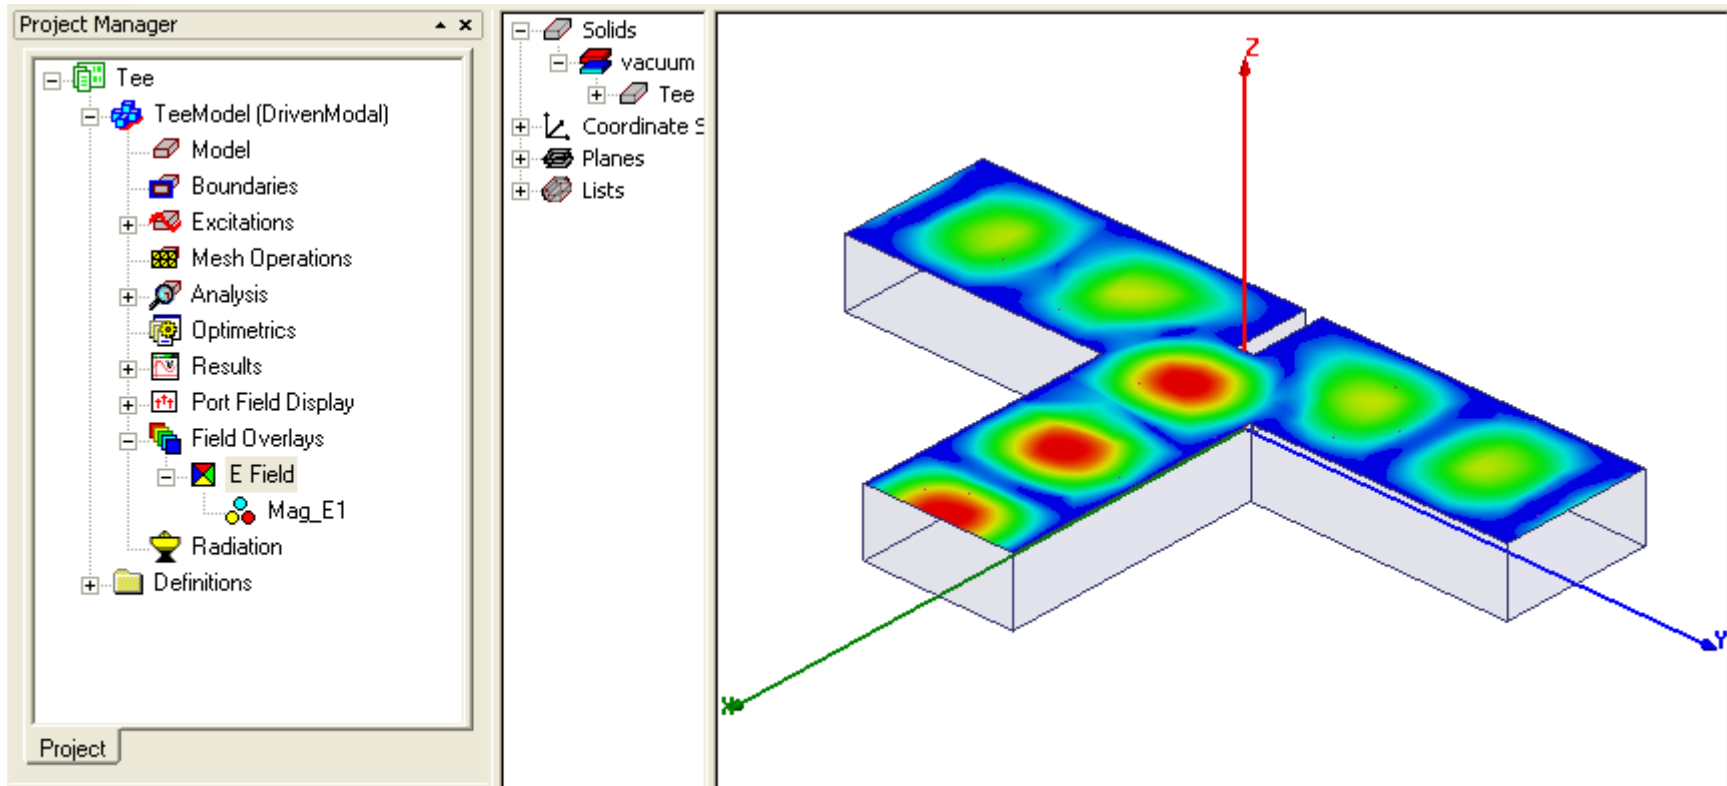 Project Manager
Tee
TeeModel (DrivenModal)
Model
Boundaries
Excitations
Mesh Operations
Analysis
Optimetrics
Results
Port Field Display
Field Overlays
E Field
Mag_E1
Radiation
Definitions
Project
Solids
vacuum
Tee
Coordinate S
Planes
Lists
Z
X
Y